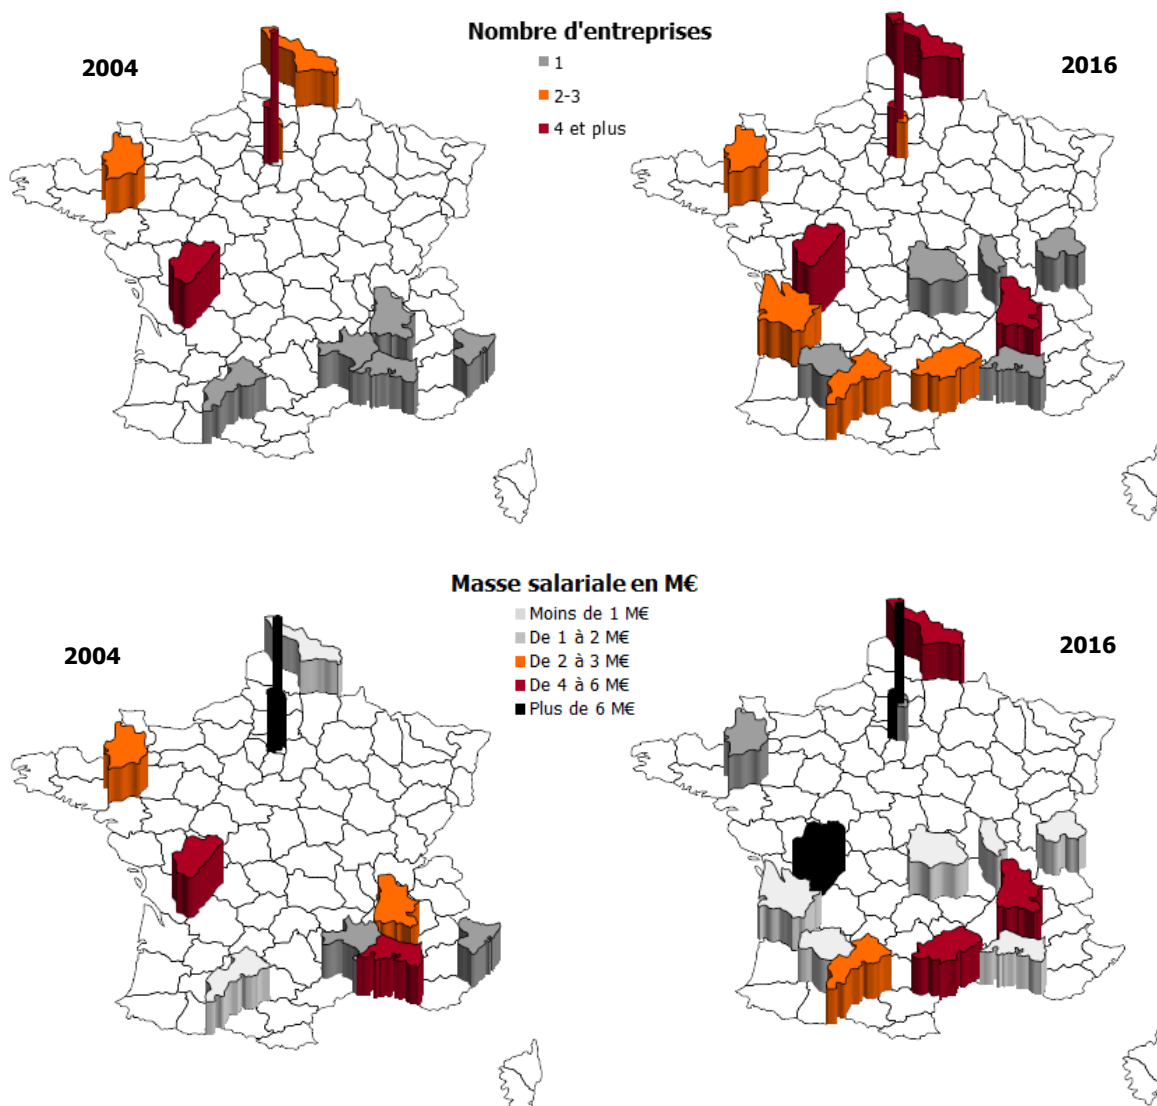 Nombre d'entreprises
2004
1
2-3
4 et plus
2016
Masse salariale en M€
2004
Moins de 1 M€
De 1 à 2 M€
De 2 à 3 M€
De 4 à 6 M€
Plus de 6 M€
2016